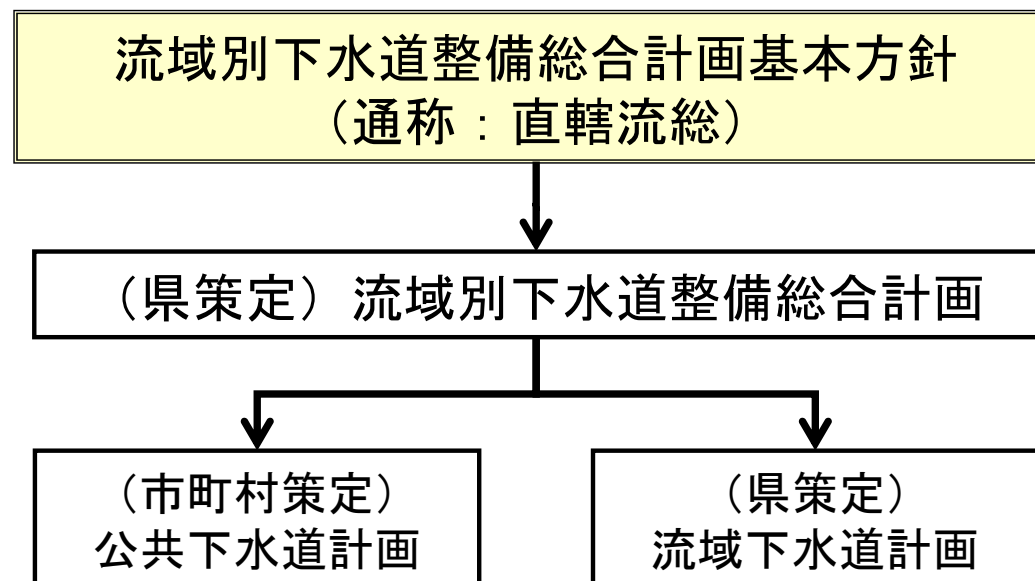 流域別下水道整備総合計画基本方針
（通称：直轄流総）
（県策定）流域別下水道整備総合計画
（市町村策定）
公共下水道計画
（県策定）
流域下水道計画